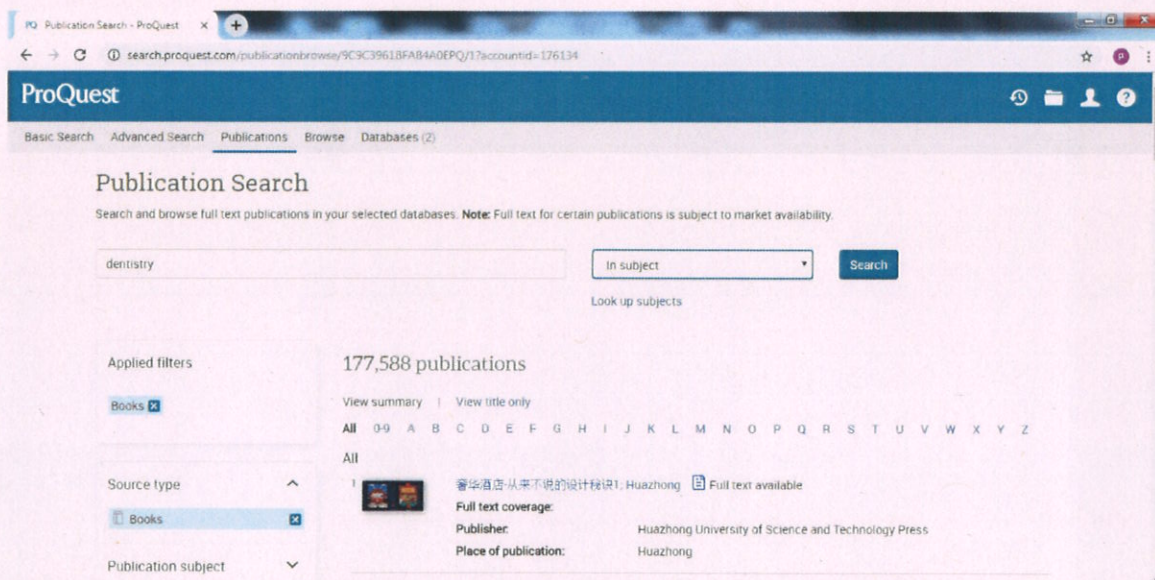 PQ Publication Search - ProQuest
search.proquest.com/publicationbrowse/9C9C39618FAB4A0EPQ/1?accountid=176134
ProQuest
Basic Search Advanced Search Publications Browse Databases (2)
Publication Search
Search and browse full text publications in your selected databases. Note: Full text for certain publications is subject to market availability.
dentistry In subject Search
Look up subjects
Applied filters 177,588 publications
Books View summary | View title only
All 0-9 A B C D E F G H I J K L M N O P Q R S T U V W X Y Z
All
Source type 1 奢华酒店-从来不说的设计秘诀1; Huazhong Full text available
Full text coverage:
Books Publisher: Huazhong University of Science and Technology Press
Place of publication: Huazhong
Publication subject